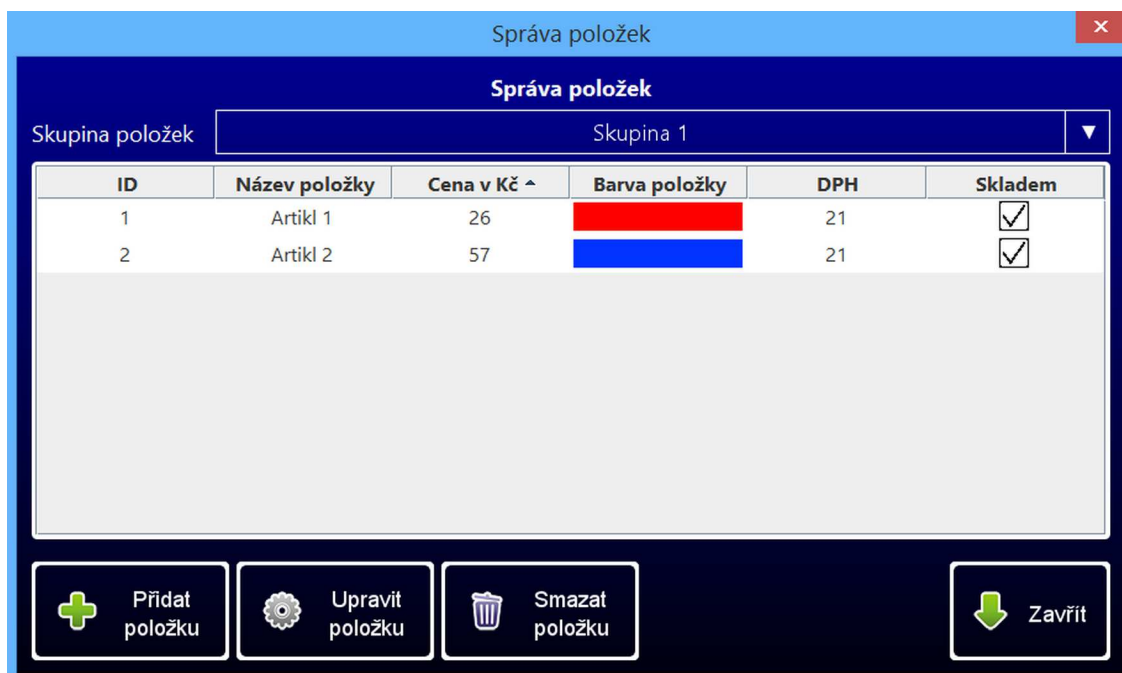 Správa položek
Správa položek
Skupina položek Skupina 1
ID Název položky Cena v Kč Barva položky DPH Skladem
1 Artikl 1 26 21
2 Artikl 2 57 21
Přidat položku
Upravit položku
Smazat položku
Zavřít